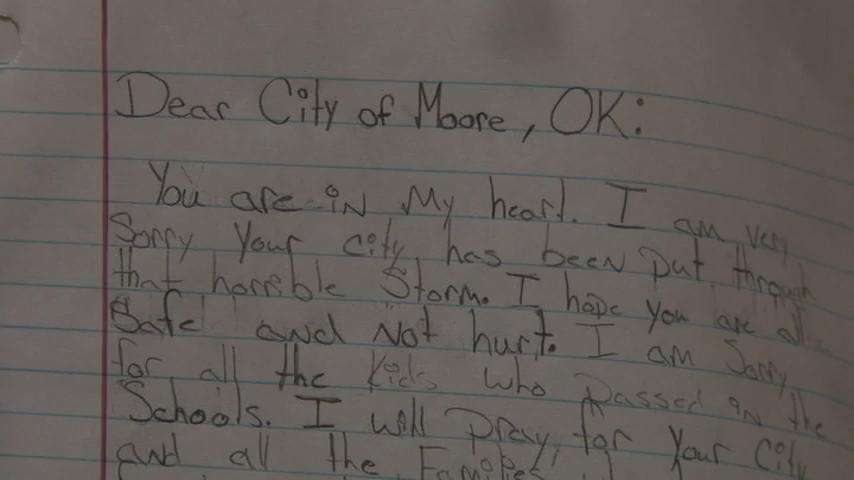 Dear City of Moore, OK:
You are in My heart. I am very
Sorry Your city has been put through
that horrible Storm. I hope you are all
Safe and Not hurt. I am Sorry
for all the Kids who passed in the
Schools. I will pray for Your City
and all the Families